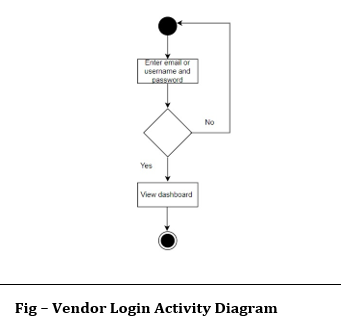 Enter email or
username and
password
No
Yes
View dashboard
Fig – Vendor Login Activity Diagram